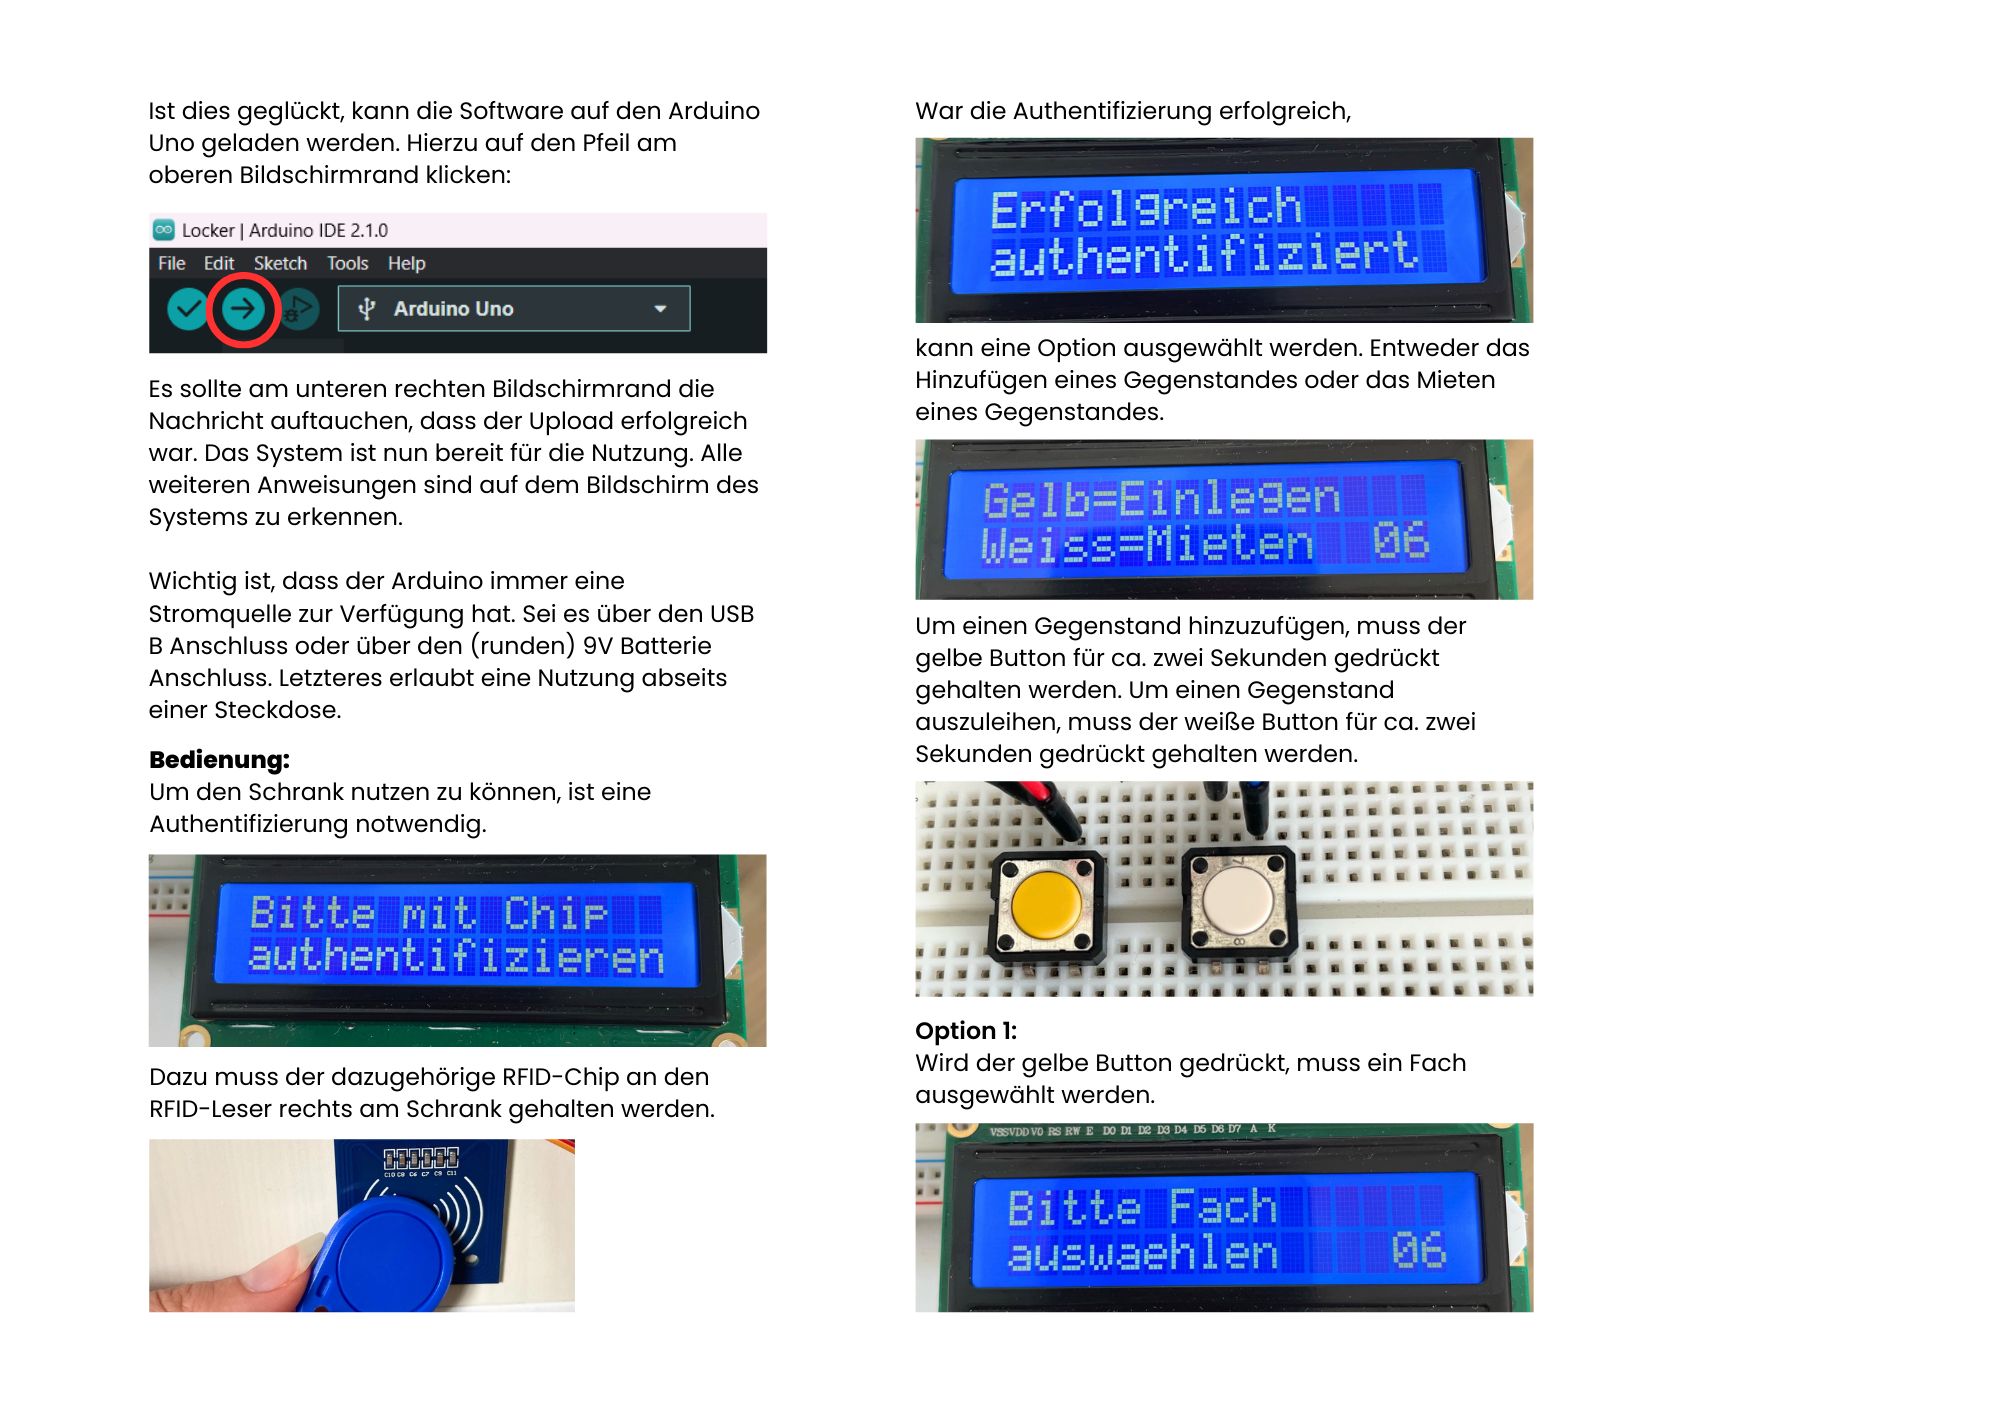 Ist dies geglückt, kann die Software auf den Arduino
Uno geladen werden. Hierzu auf den Pfeil am
oberen Bildschirmrand klicken:
Locker | Arduino IDE 2.1.0
File Edit Sketch Tools Help
Arduino Uno
Es sollte am unteren rechten Bildschirmrand die
Nachricht auftauchen, dass der Upload erfolgreich
war. Das System ist nun bereit für die Nutzung. Alle
weiteren Anweisungen sind auf dem Bildschirm des
Systems zu erkennen.
Wichtig ist, dass der Arduino immer eine
Stromquelle zur Verfügung hat. Sei es über den USB
B Anschluss oder über den (runden) 9V Batterie
Anschluss. Letzteres erlaubt eine Nutzung abseits
einer Steckdose.
Bedienung:
Um den Schrank nutzen zu können, ist eine
Authentifizierung notwendig.
Bitte mit Chip
authentifizieren
Dazu muss der dazugehörige RFID-Chip an den
RFID-Leser rechts am Schrank gehalten werden.
C10 C8 C6 C7 C9 C11
War die Authentifizierung erfolgreich,
Erfolgreich
authentifiziert
kann eine Option ausgewählt werden. Entweder das
Hinzufügen eines Gegenstandes oder das Mieten
eines Gegenstandes.
Gelb=Einlegen
Weiss=Mieten 06
Um einen Gegenstand hinzuzufügen, muss der
gelbe Button für ca. zwei Sekunden gedrückt
gehalten werden. Um einen Gegenstand
auszuleihen, muss der weiße Button für ca. zwei
Sekunden gedrückt gehalten werden.
Option 1:
Wird der gelbe Button gedrückt, muss ein Fach
ausgewählt werden.
VSS VDD V0 RS RW E D0 D1 D2 D3 D4 D5 D6 D7 A K
Bitte Fach
auswaehlen 06